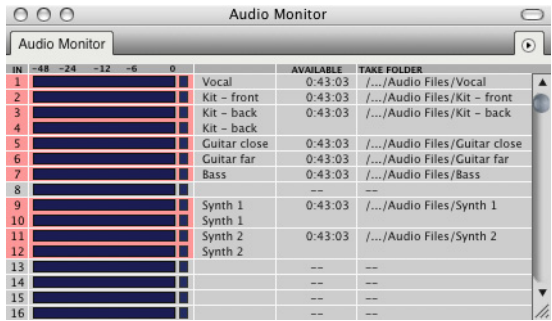 Audio Monitor
Audio Monitor
IN -48 -24 -12 -6 0 AVAILABLE TAKE FOLDER
1 Vocal 0:43:03 /.../Audio Files/Vocal
2 Kit – front 0:43:03 /.../Audio Files/Kit – front
3 Kit – back 0:43:03 /.../Audio Files/Kit – back
4 Kit – back
5 Guitar close 0:43:03 /.../Audio Files/Guitar close
6 Guitar far 0:43:03 /.../Audio Files/Guitar far
7 Bass 0:43:03 /.../Audio Files/Bass
8 -- --
9 Synth 1 0:43:03 /.../Audio Files/Synth 1
10 Synth 1
11 Synth 2 0:43:03 /.../Audio Files/Synth 2
12 Synth 2
13 -- --
14 -- --
15 -- --
16 -- --